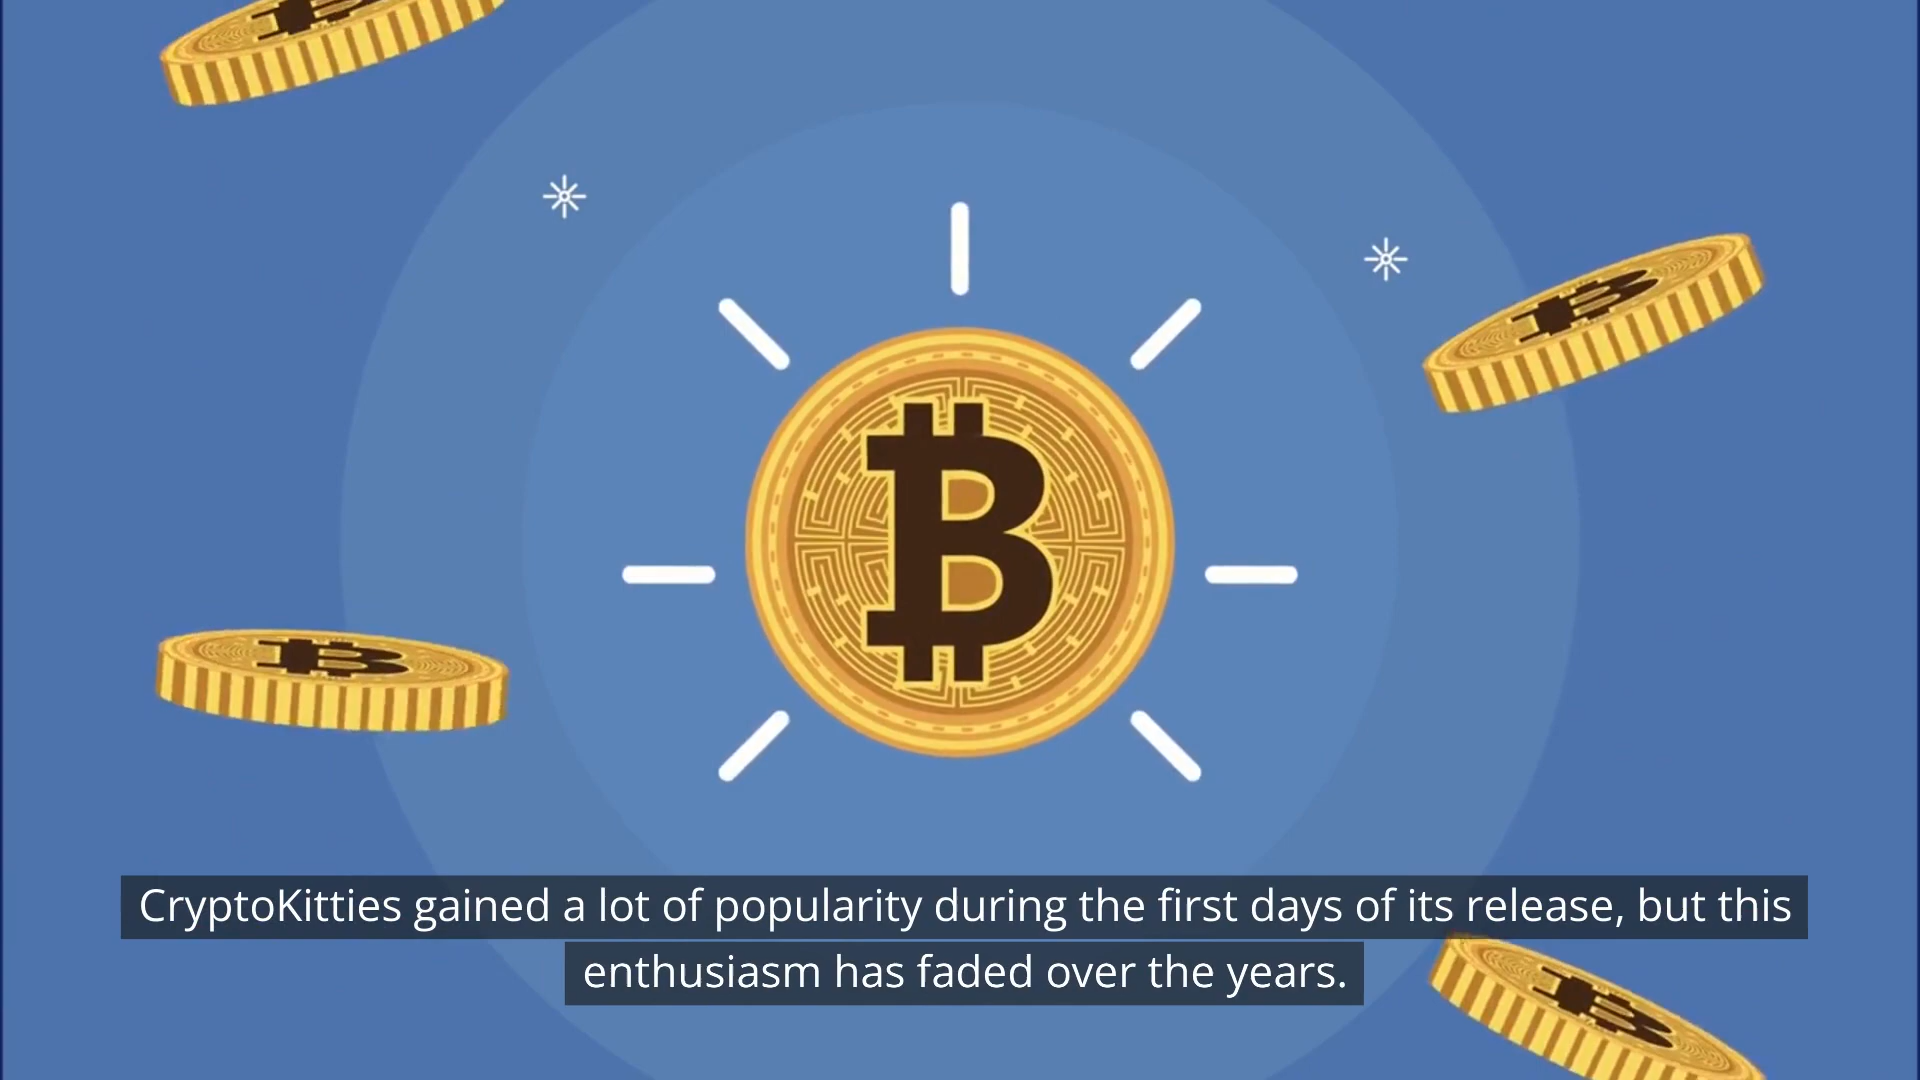 CryptoKitties gained a lot of popularity during the first days of its release, but this
enthusiasm has faded over the years.